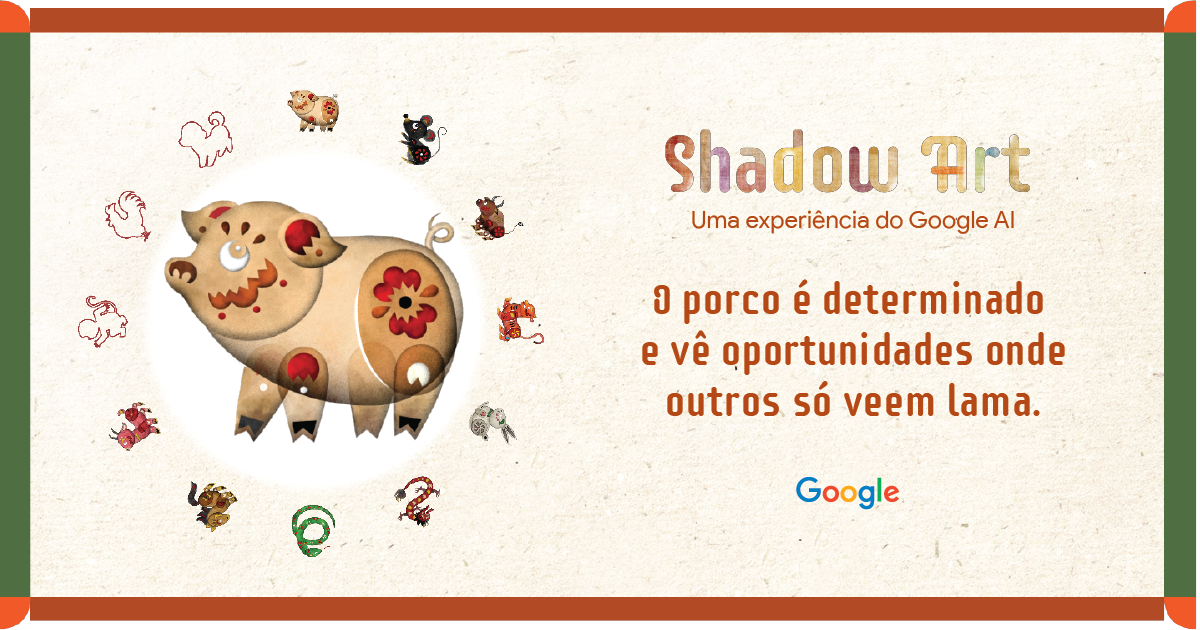 Shadow Art
Uma experiência do Google AI
O porco é determinado
e vê oportunidades onde
outros só veem lama.
Google